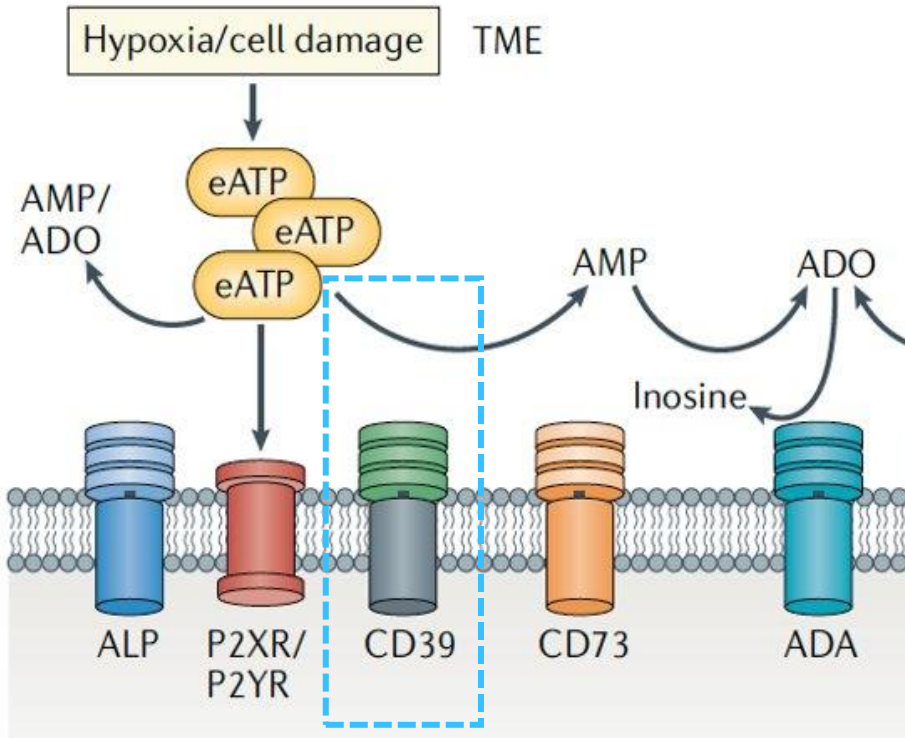 Hypoxia/cell damage
TME
eATP
eATP
eATP
AMP/
ADO
AMP
ADO
Inosine
ALP
P2XR/
P2YR
CD39
CD73
ADA